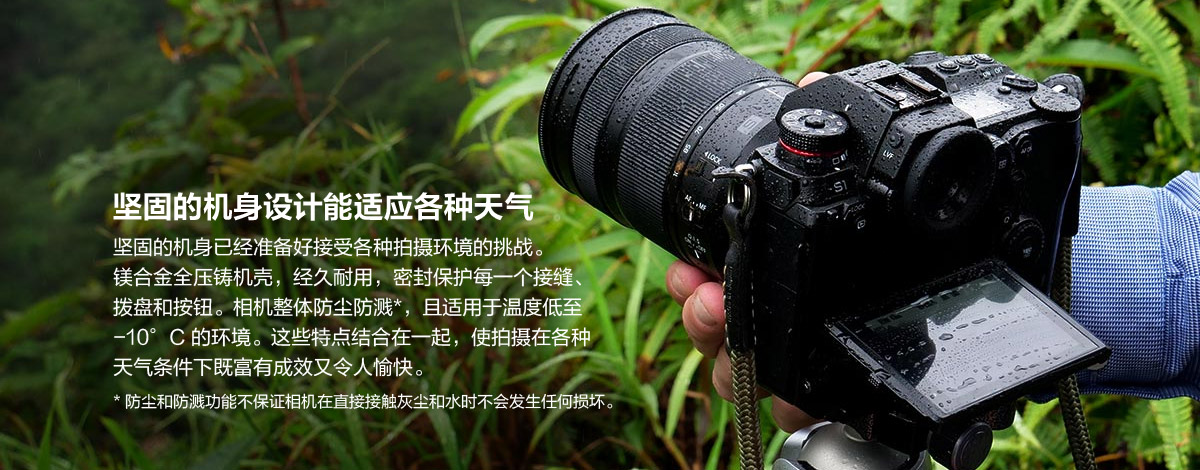 坚固的机身设计能适应各种天气
坚固的机身已经准备好接受各种拍摄环境的挑战。
镁合金全压铸机壳，经久耐用，密封保护每一个接缝、
拨盘和按钮。相机整体防尘防溅*，且适用于温度低至
-10°C 的环境。这些特点结合在一起，使拍摄在各种
天气条件下既富有成效又令人愉快。
* 防尘和防溅功能不保证相机在直接接触灰尘和水时不会发生任何损坏。
LOCK
LVF
S1